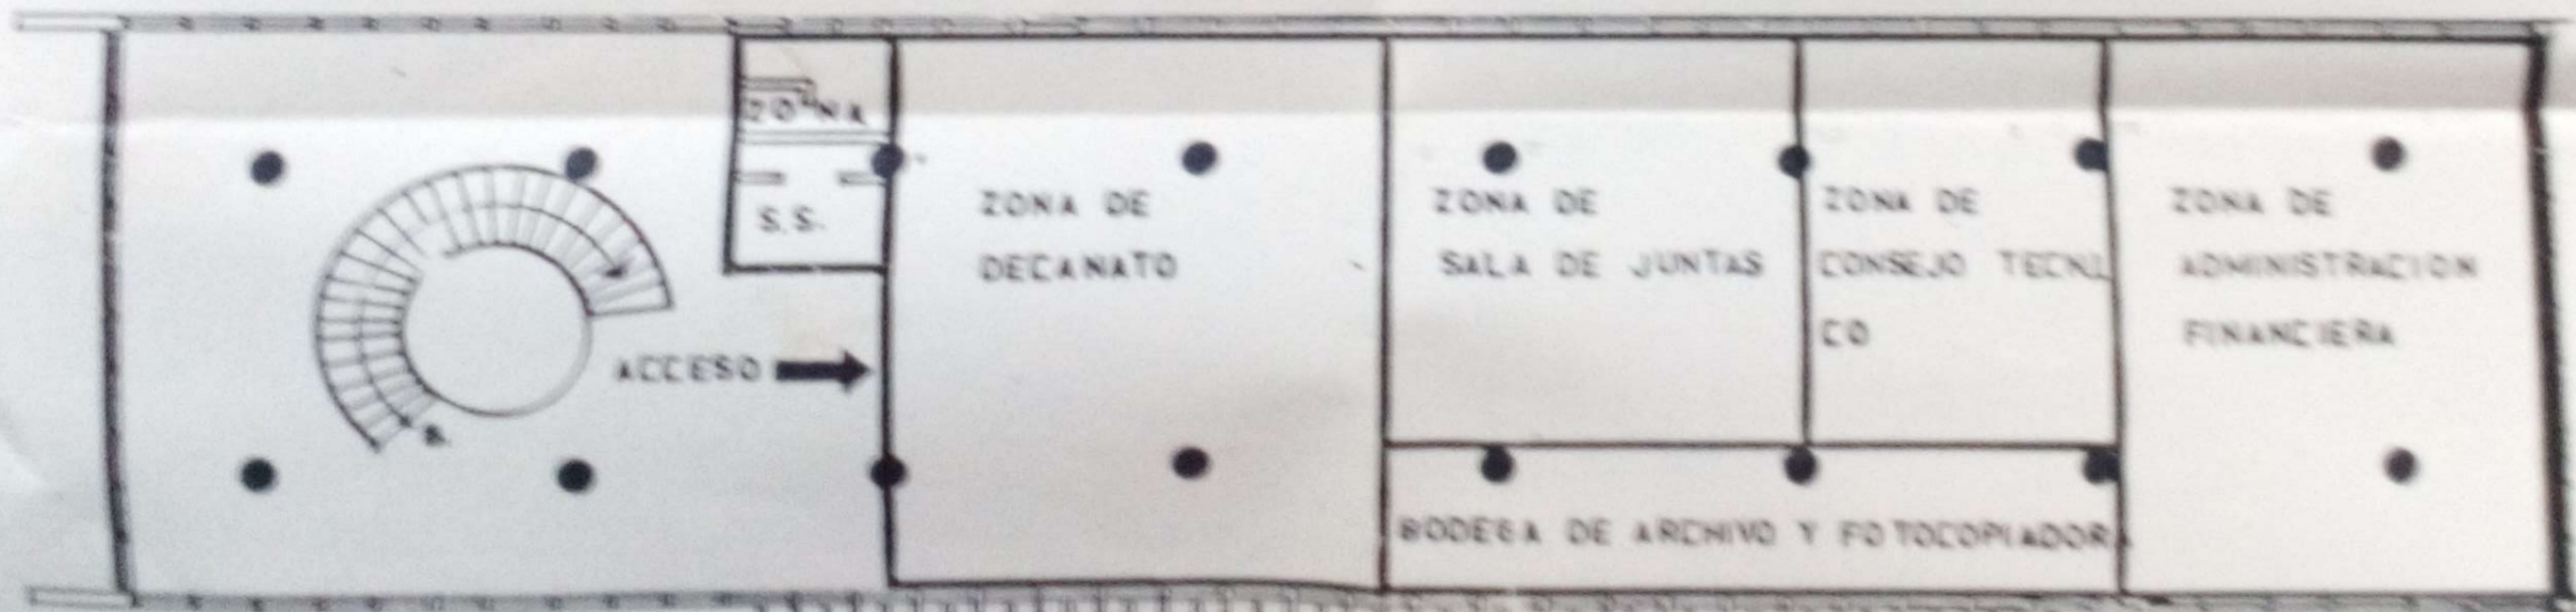 ZONA
S.S.
ACCESO
B.
ZONA DE
DECANATO
ZONA DE
SALA DE JUNTAS
ZONA DE
CONSEJO TECNI
CO
ZONA DE
ADMINISTRACION
FINANCIERA
BODEGA DE ARCHIVO Y FOTOCOPIADORA